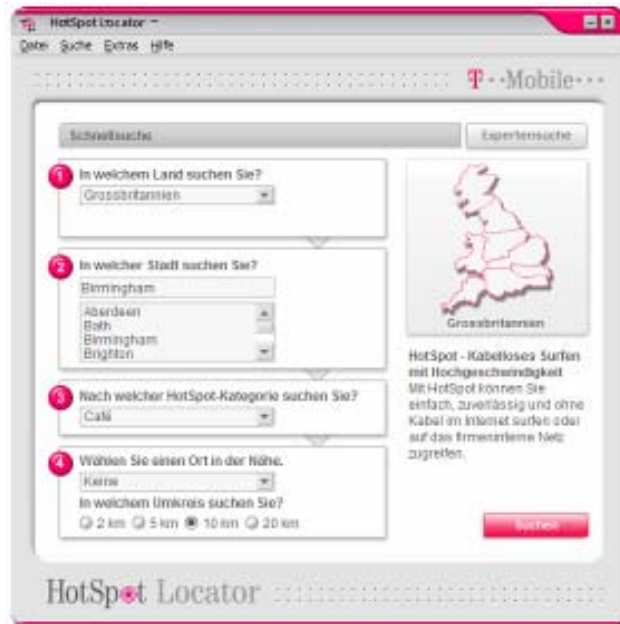 HotSpot Locator
Datei Suche Extras Hilfe
T··Mobile···
Schnellsuche
Expertensuche
1 In welchem Land suchen Sie?
Grossbritannien
2 In welcher Stadt suchen Sie?
Birmingham
Aberdeen
Bath
Birmingham
Brighton
3 Nach welcher HotSpot-Kategorie suchen Sie?
Café
4 Wählen Sie einen Ort in der Nähe.
Keine
In welchem Umkreis suchen Sie?
2 km 5 km 10 km 20 km
Grossbritannien
HotSpot - Kabelloses Surfen
mit Hochgeschwindigkeit
Mit HotSpot können Sie
einfach, zuverlässig und ohne
Kabel im Internet surfen oder
auf das firmeninterne Netz
zugreifen.
Suchen
HotSpot Locator